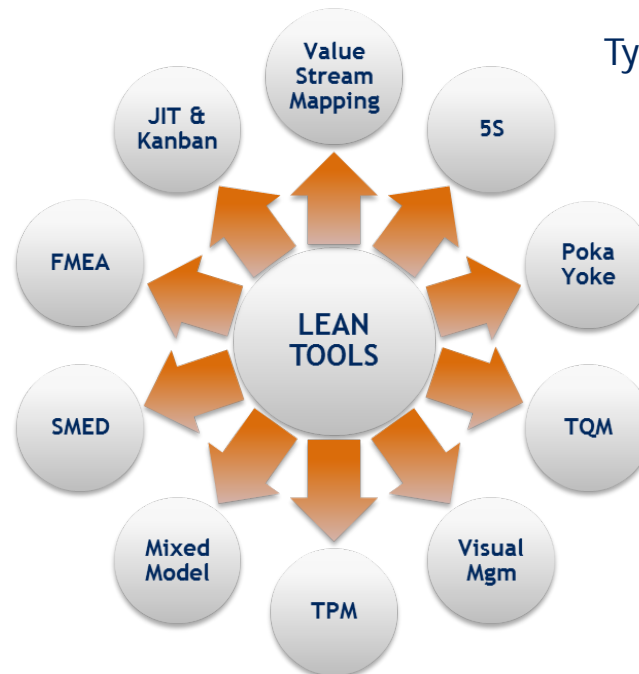 Ty
Value
Stream
Mapping
5S
Poka
Yoke
TQM
Visual
Mgm
TPM
Mixed
Model
SMED
FMEA
JIT &
Kanban
LEAN
TOOLS